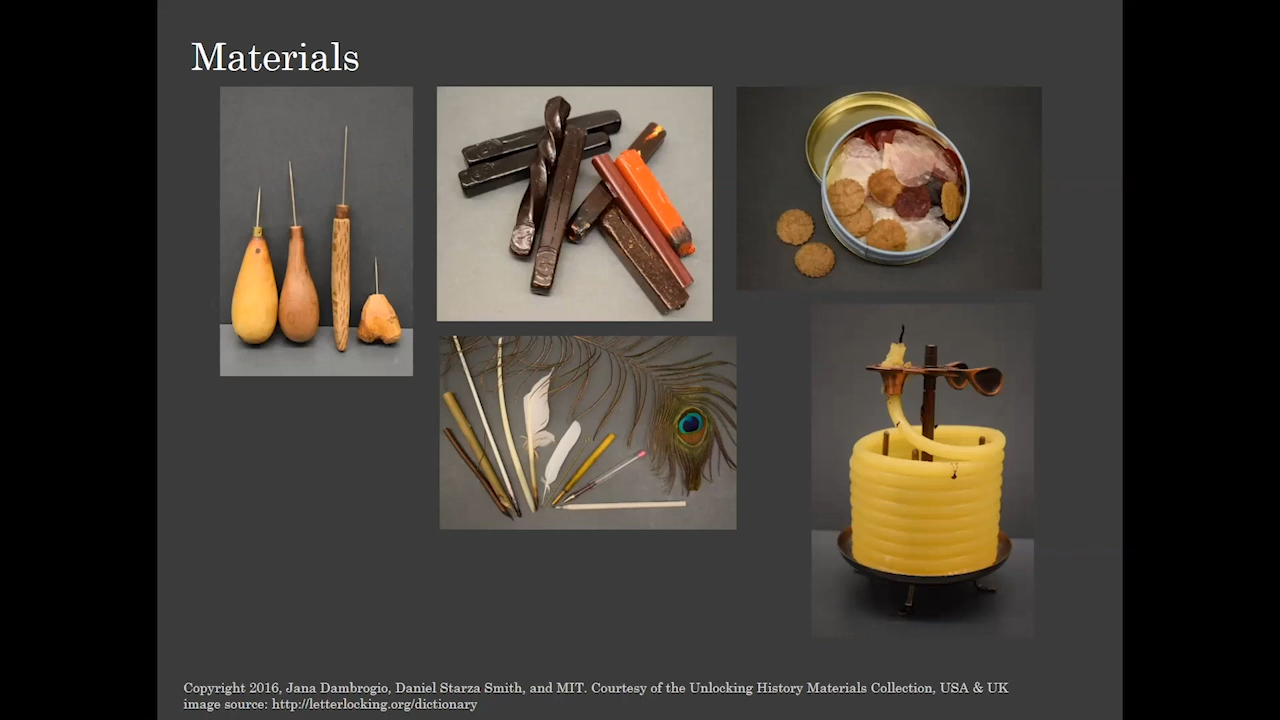 Materials
Copyright 2016, Jana Dambrogio, Daniel Starza Smith, and MIT. Courtesy of the Unlocking History Materials Collection, USA & UK
image source: http://letterlocking.org/dictionary